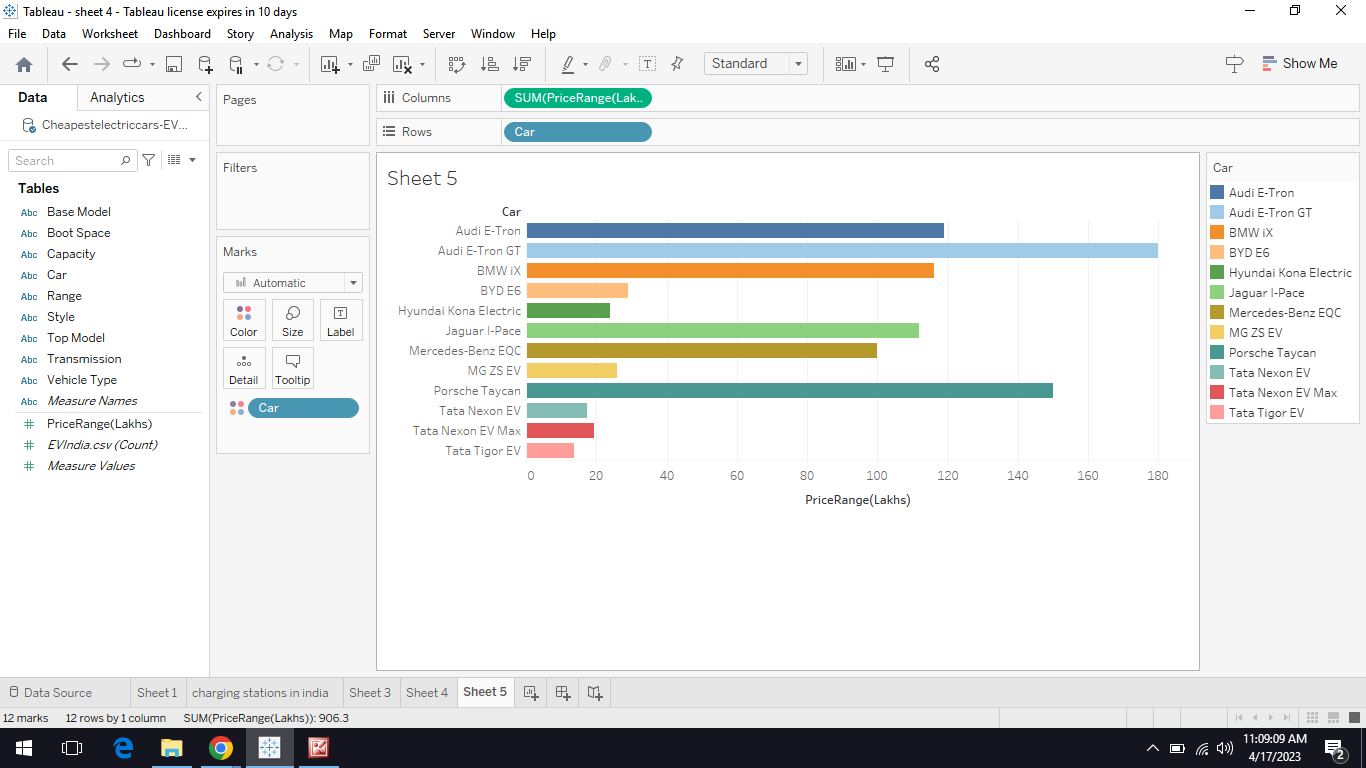 Tableau - sheet 4 - Tableau license expires in 10 days
File Data Worksheet Dashboard Story Analysis Map Format Server Window Help
Standard
Show Me
Data Analytics
Cheapestelectriccars-EV...
Search
Tables
Abc Base Model
Abc Boot Space
Abc Capacity
Abc Car
Abc Range
Abc Style
Abc Top Model
Abc Transmission
Abc Vehicle Type
Abc Measure Names
# PriceRange(Lakhs)
# EVIndia.csv (Count)
# Measure Values
Pages
Filters
Marks
Automatic
Color Size Label
Detail Tooltip
Car
Columns SUM(PriceRange(Lak..
Rows Car
Sheet 5
Car
Audi E-Tron
Audi E-Tron GT
BMW iX
BYD E6
Hyundai Kona Electric
Jaguar I-Pace
Mercedes-Benz EQC
MG ZS EV
Porsche Taycan
Tata Nexon EV
Tata Nexon EV Max
Tata Tigor EV
0 20 40 60 80 100 120 140 160 180
PriceRange(Lakhs)
Car
Audi E-Tron
Audi E-Tron GT
BMW iX
BYD E6
Hyundai Kona Electric
Jaguar I-Pace
Mercedes-Benz EQC
MG ZS EV
Porsche Taycan
Tata Nexon EV
Tata Nexon EV Max
Tata Tigor EV
Data Source Sheet 1 charging stations in india Sheet 3 Sheet 4 Sheet 5
12 marks 12 rows by 1 column SUM(PriceRange(Lakhs)): 906.3
11:09:09 AM
4/17/2023
2